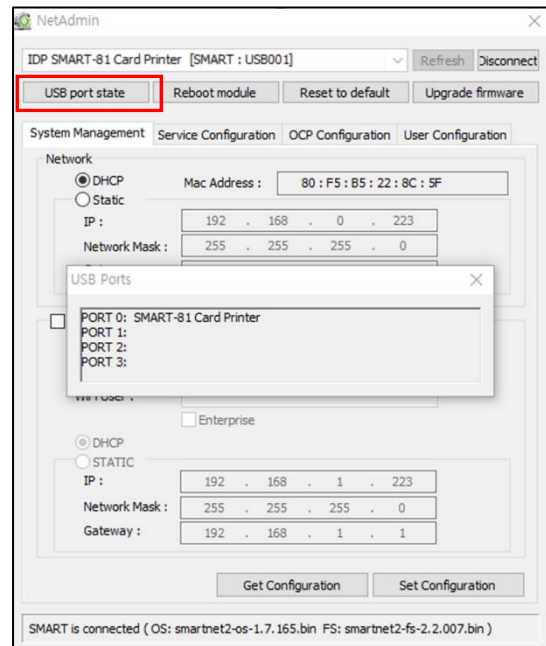 NetAdmin
IDP SMART-81 Card Printer [SMART : USB001] Refresh Disconnect
USB port state Reboot module Reset to default Upgrade firmware
System Management Service Configuration OCP Configuration User Configuration
Network
DHCP Mac Address : 80 : F5 : B5 : 22 : 8C : 5F
Static
IP : 192 . 168 . 0 . 223
Network Mask : 255 . 255 . 255 . 0
USB Ports
PORT 0: SMART-81 Card Printer
PORT 1:
PORT 2:
PORT 3:
Enterprise
DHCP
STATIC
IP : 192 . 168 . 1 . 223
Network Mask : 255 . 255 . 255 . 0
Gateway : 192 . 168 . 1 . 1
Get Configuration Set Configuration
SMART is connected ( OS: smartnet2-os-1.7.165.bin FS: smartnet2-fs-2.2.007.bin )